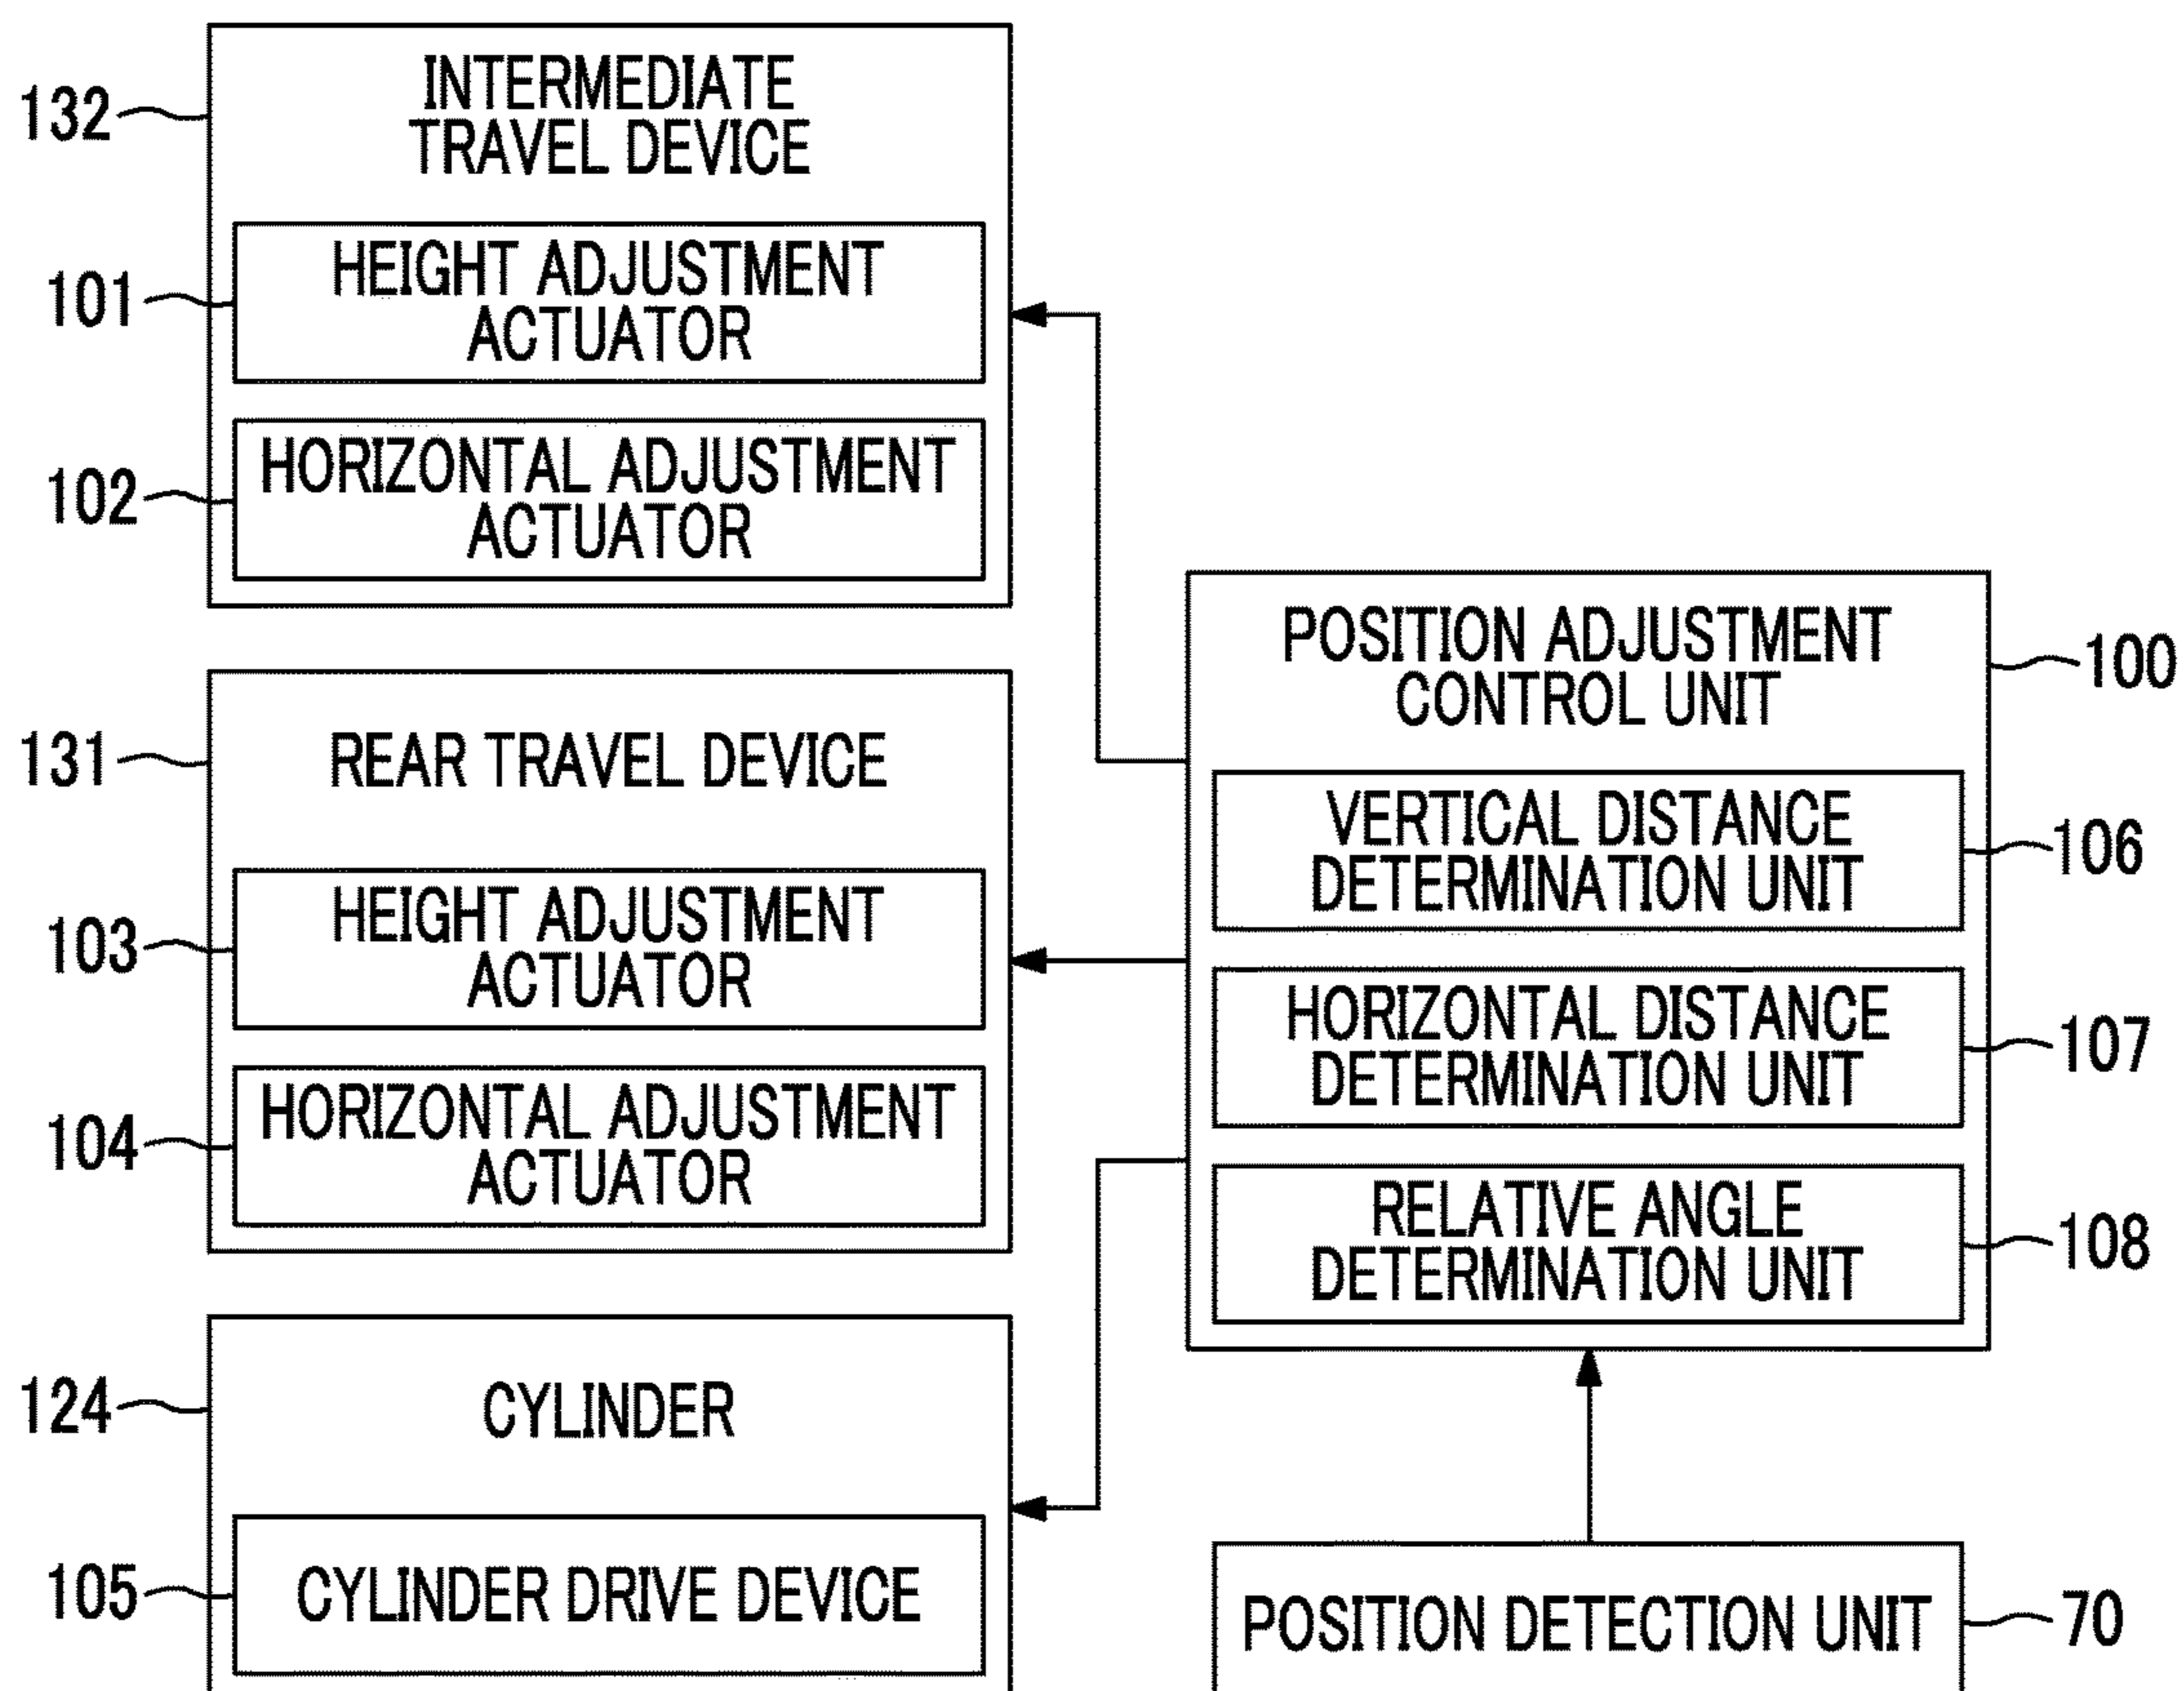 132
INTERMEDIATE
TRAVEL DEVICE
101
HEIGHT ADJUSTMENT
ACTUATOR
102
HORIZONTAL ADJUSTMENT
ACTUATOR
131
REAR TRAVEL DEVICE
103
HEIGHT ADJUSTMENT
ACTUATOR
104
HORIZONTAL ADJUSTMENT
ACTUATOR
124
CYLINDER
105
CYLINDER DRIVE DEVICE
POSITION ADJUSTMENT
CONTROL UNIT
100
VERTICAL DISTANCE
DETERMINATION UNIT
106
HORIZONTAL DISTANCE
DETERMINATION UNIT
107
RELATIVE ANGLE
DETERMINATION UNIT
108
POSITION DETECTION UNIT
70